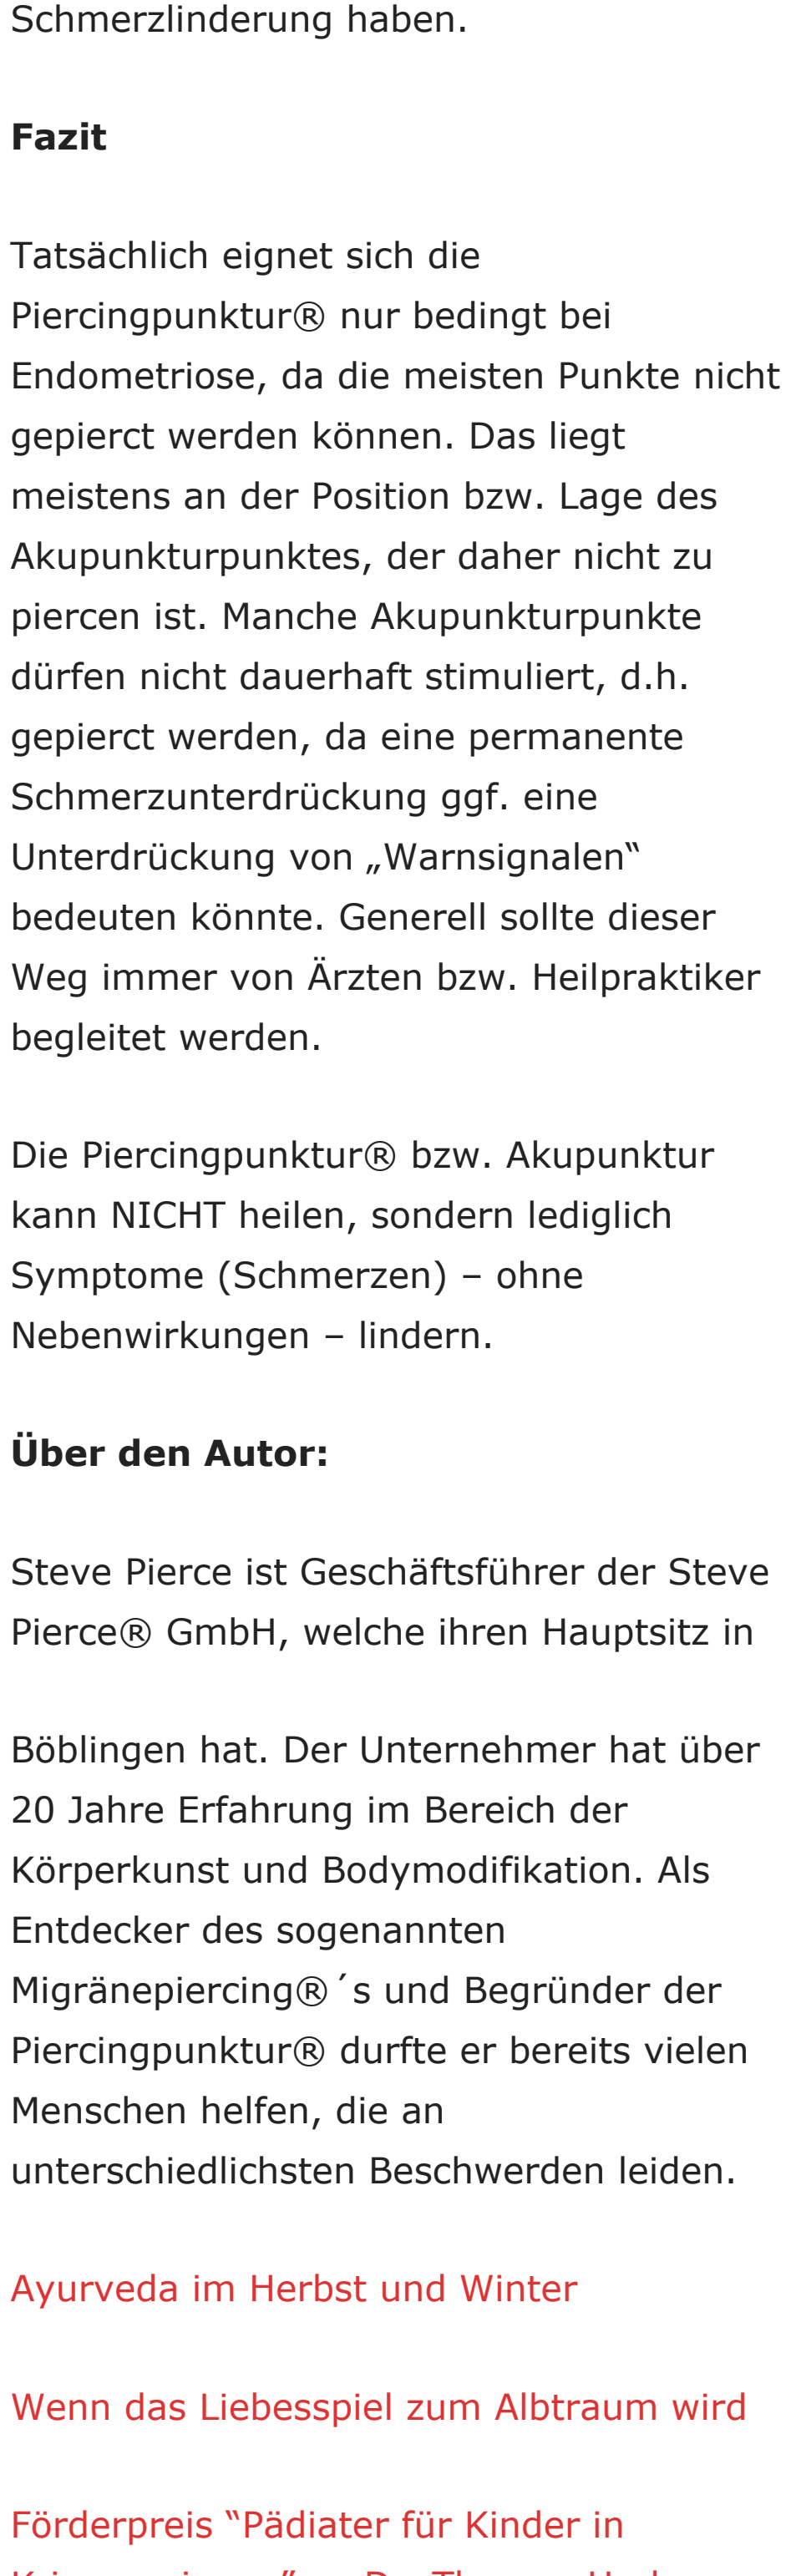 Schmerzlinderung haben.
Fazit
Tatsächlich eignet sich die
Piercingpunktur® nur bedingt bei
Endometriose, da die meisten Punkte nicht
gepierct werden können. Das liegt
meistens an der Position bzw. Lage des
Akupunkturpunktes, der daher nicht zu
piercen ist. Manche Akupunkturpunkte
dürfen nicht dauerhaft stimuliert, d.h.
gepierct werden, da eine permanente
Schmerzunterdrückung ggf. eine
Unterdrückung von „Warnsignalen“
bedeuten könnte. Generell sollte dieser
Weg immer von Ärzten bzw. Heilpraktiker
begleitet werden.
Die Piercingpunktur® bzw. Akupunktur
kann NICHT heilen, sondern lediglich
Symptome (Schmerzen) – ohne
Nebenwirkungen – lindern.
Über den Autor:
Steve Pierce ist Geschäftsführer der Steve
Pierce® GmbH, welche ihren Hauptsitz in
Böblingen hat. Der Unternehmer hat über
20 Jahre Erfahrung im Bereich der
Körperkunst und Bodymodifikation. Als
Entdecker des sogenannten
Migränepiercing®´s und Begründer der
Piercingpunktur® durfte er bereits vielen
Menschen helfen, die an
unterschiedlichsten Beschwerden leiden.
Ayurveda im Herbst und Winter
Wenn das Liebesspiel zum Albtraum wird
Förderpreis “Pädiater für Kinder in